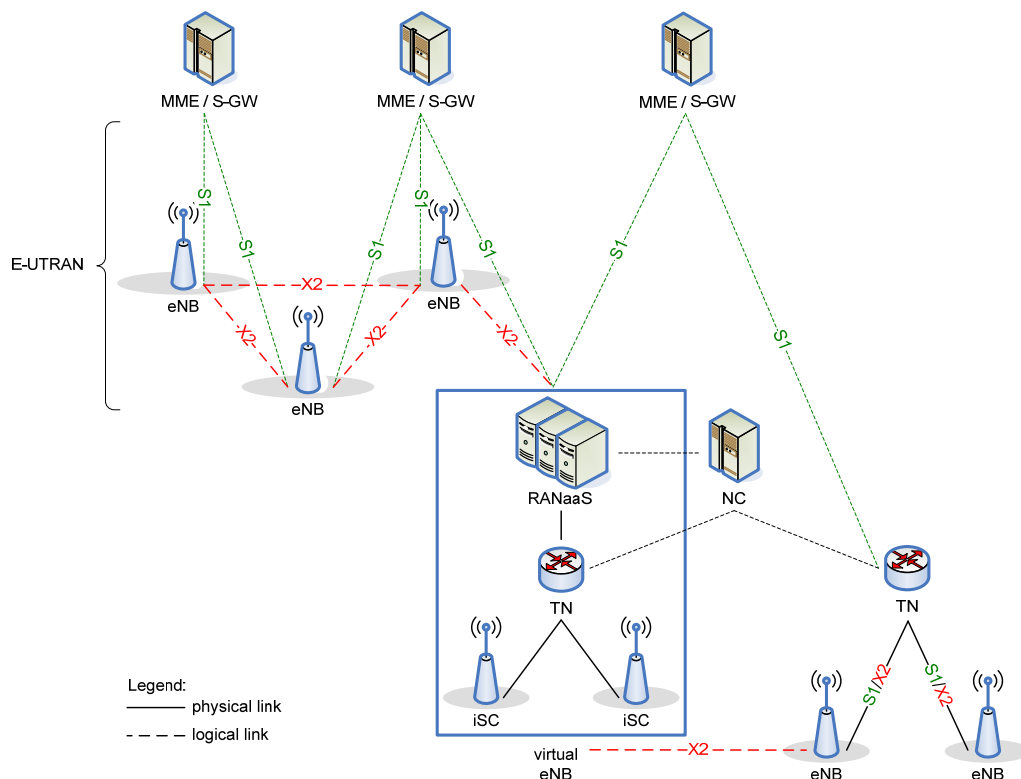 MME / S-GW
MME / S-GW
MME / S-GW
S1
S1
S1
S1
S1
S1
S1
E-UTRAN
eNB
X2
eNB
X2
X2
X2
eNB
RANaaS
NC
TN
TN
iSC
iSC
S1/X2
S1/X2
Legend:
physical link
logical link
virtual
eNB
X2
eNB
eNB